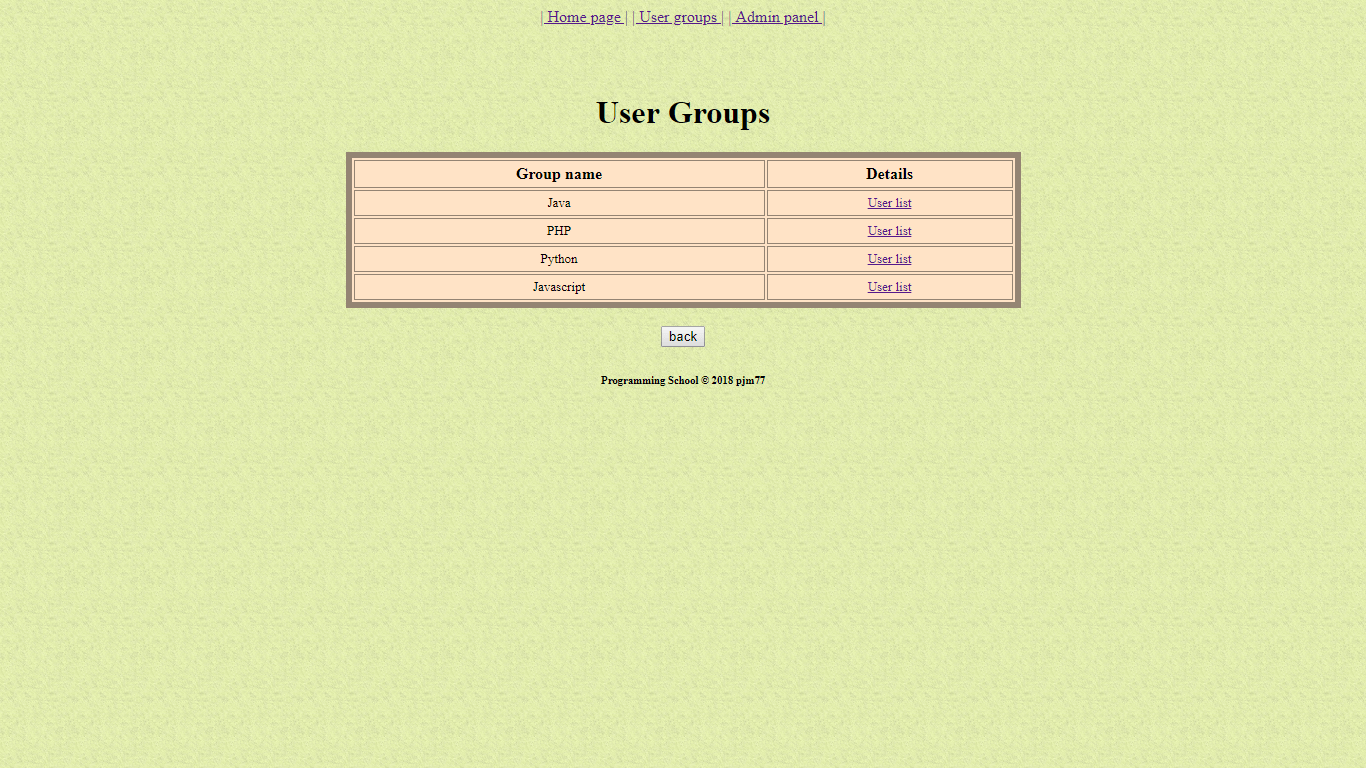 | Home page | | User groups | | Admin panel |
User Groups
Group name Details
Java User list
PHP User list
Python User list
Javascript User list
back
Programming School © 2018 pjm77